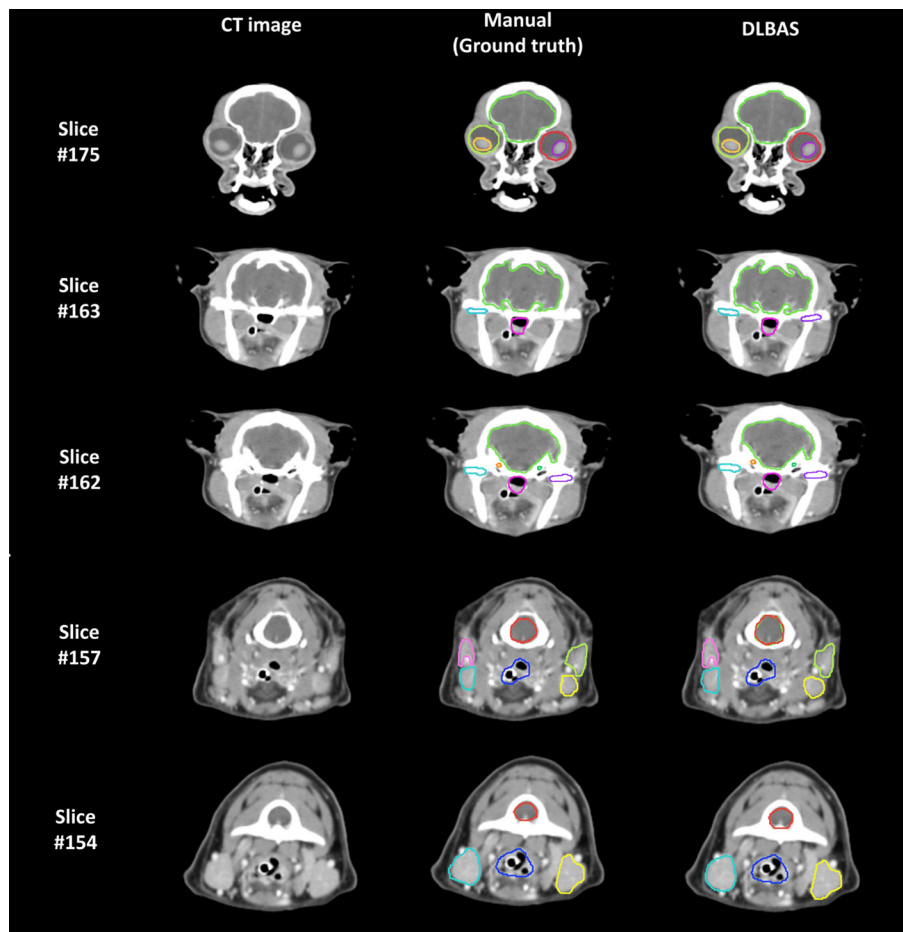 CT image
Manual
(Ground truth)
DLBAS
Slice
#175
Slice
#163
Slice
#162
Slice
#157
Slice
#154